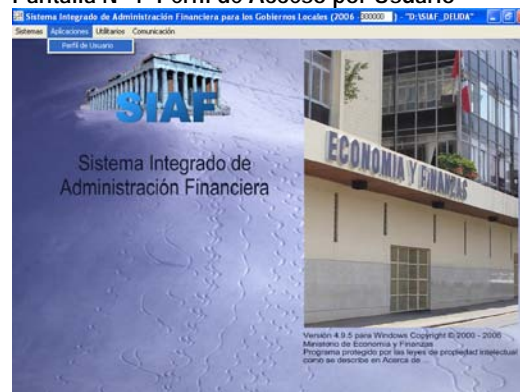 Pantalla N° 1 Perfil de Acceso por Usuario
Sistema Integrado de Administración Financiera para los Gobiernos Locales (2006 - 300000 ) - "D:\SIAF_DEUDA"
Sistemas Aplicaciones Utilitarios Comunicación
Perfil de Usuario
SIAF
Sistema Integrado de
Administración Financiera
ECONOMIA Y FINANZAS
Versión 4.9.5 para Windows Copyright © 2000 - 2006
Ministerio de Economía y Finanzas
Programa protegido por las leyes de propiedad intelectual
como se describe en Acerca de ...